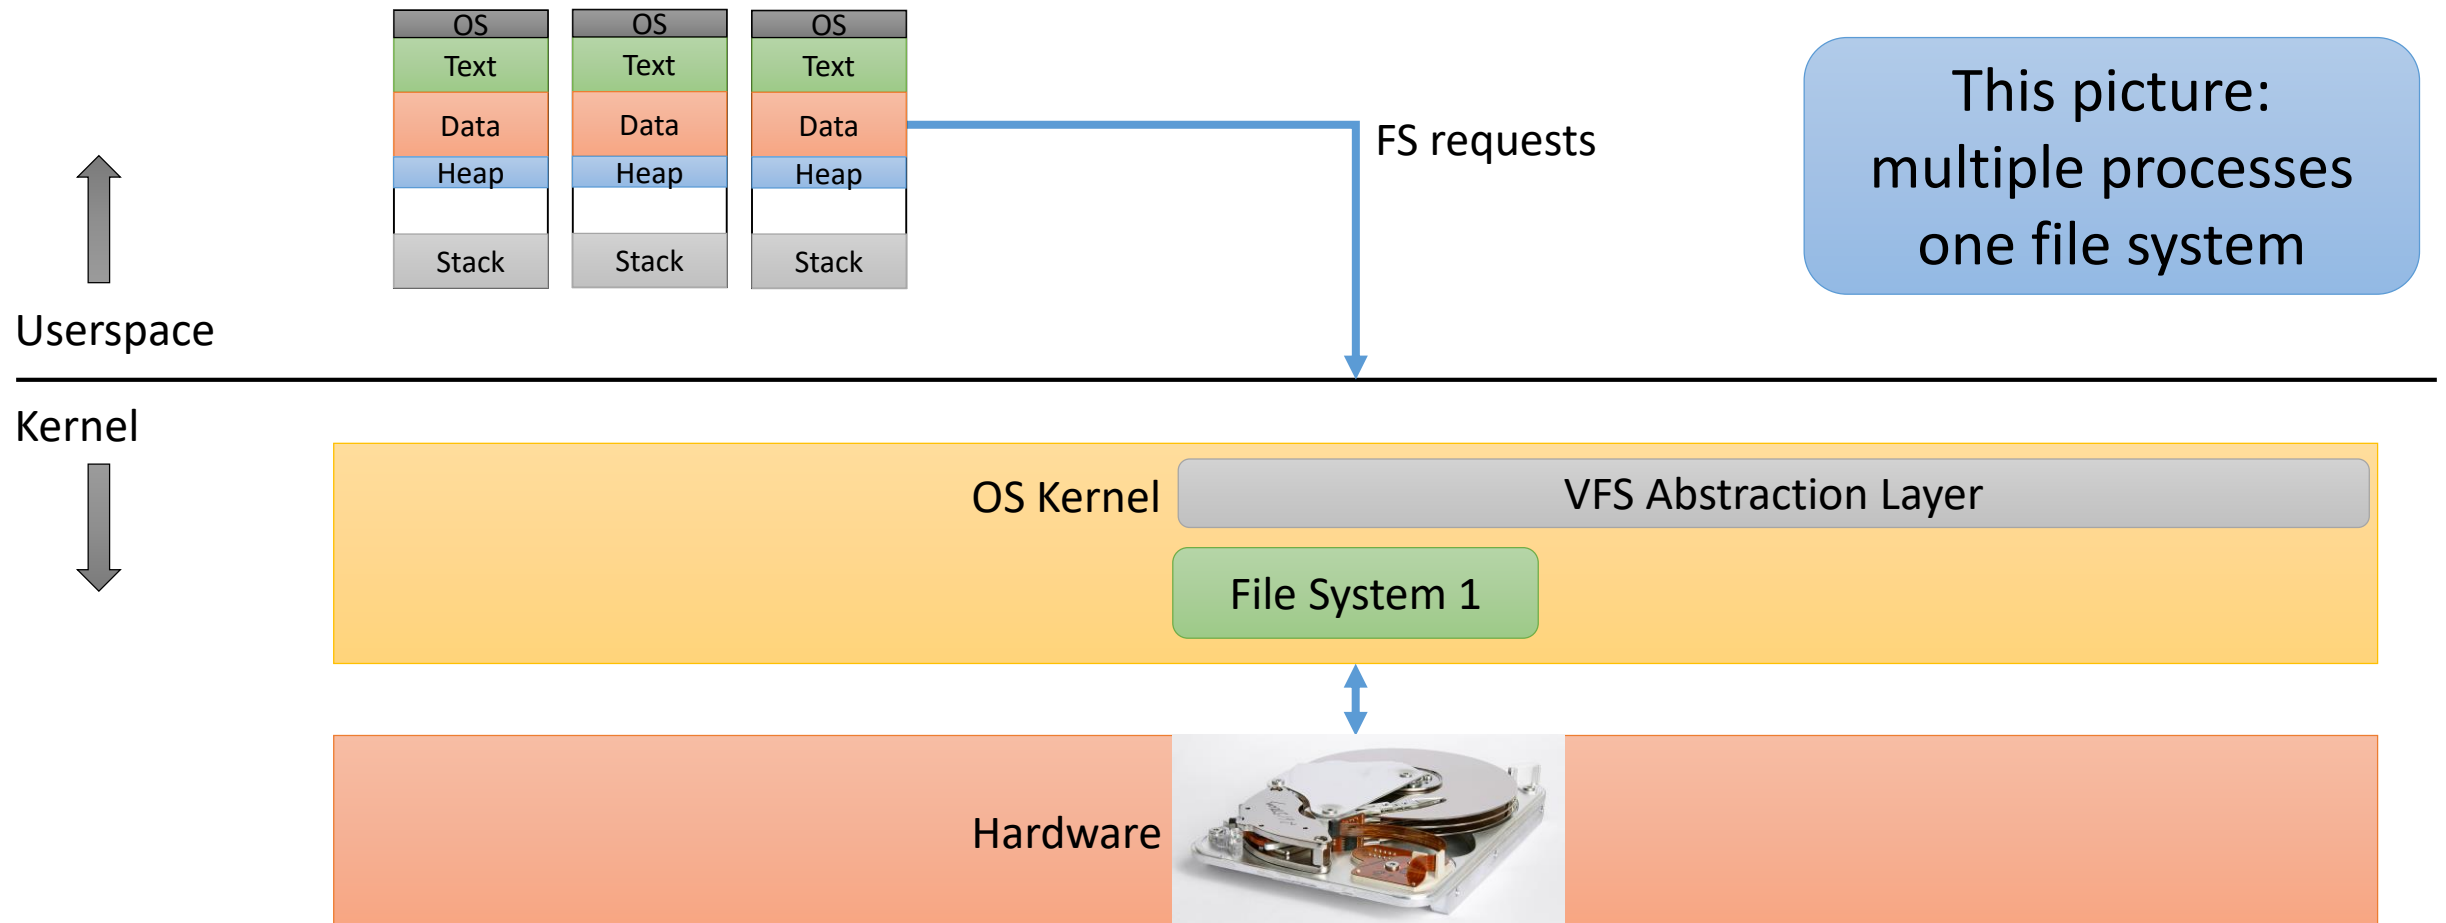 OS
Text
Data
Heap
Stack
OS
Text
Data
Heap
Stack
OS
Text
Data
Heap
Stack
FS requests
This picture:
multiple processes
one file system
Userspace
Kernel
OS Kernel
VFS Abstraction Layer
File System 1
Hardware